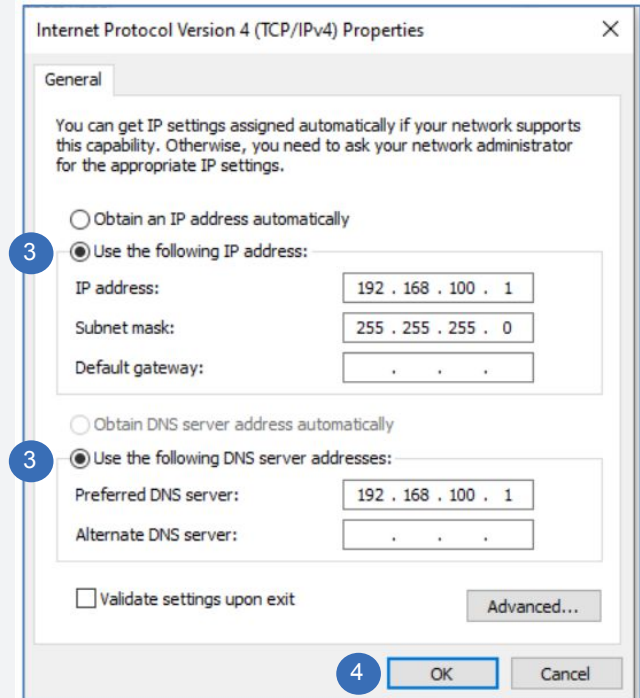 Internet Protocol Version 4 (TCP/IPv4) Properties
General
You can get IP settings assigned automatically if your network supports
this capability. Otherwise, you need to ask your network administrator
for the appropriate IP settings.
Obtain an IP address automatically
3 Use the following IP address:
IP address: 192 . 168 . 100 . 1
Subnet mask: 255 . 255 . 255 . 0
Default gateway: . . .
Obtain DNS server address automatically
3 Use the following DNS server addresses:
Preferred DNS server: 192 . 168 . 100 . 1
Alternate DNS server: . . .
Validate settings upon exit Advanced...
4 OK Cancel